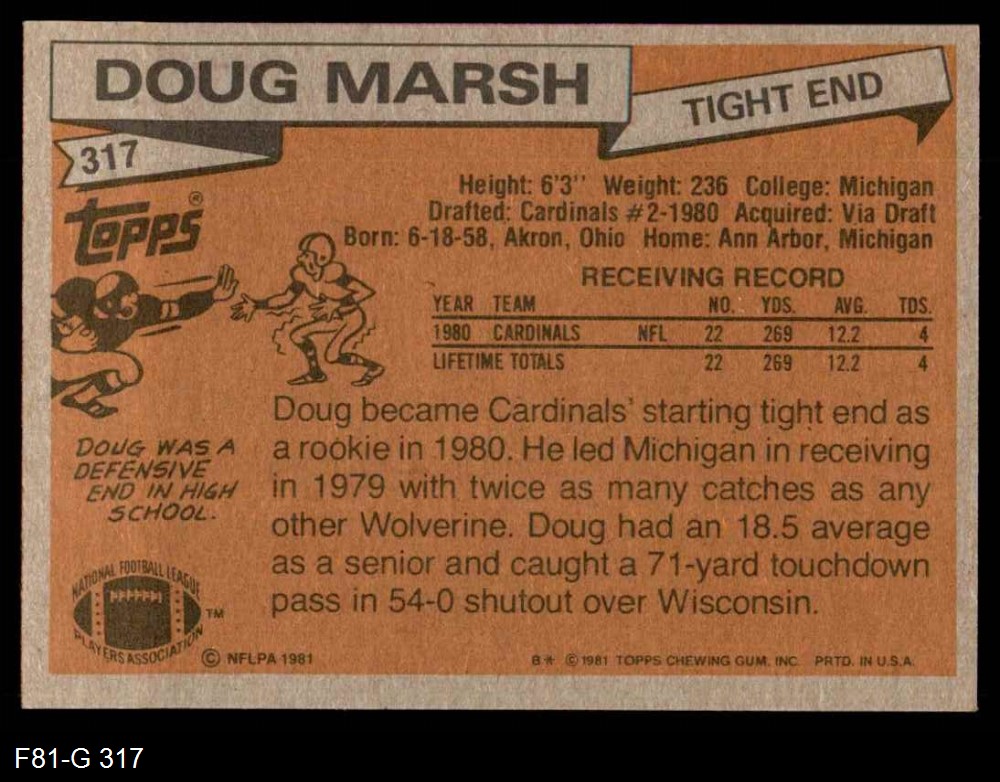 DOUG MARSH
TIGHT END
317
TOPPS®
Height: 6'3'' Weight: 236 College: Michigan
Drafted: Cardinals #2-1980 Acquired: Via Draft
Born: 6-18-58, Akron, Ohio Home: Ann Arbor, Michigan
RECEIVING RECORD
YEAR TEAM NO. YDS. AVG. TDS.
1980 CARDINALS NFL 22 269 12.2 4
LIFETIME TOTALS 22 269 12.2 4
Doug became Cardinals' starting tight end as
a rookie in 1980. He led Michigan in receiving
in 1979 with twice as many catches as any
other Wolverine. Doug had an 18.5 average
as a senior and caught a 71-yard touchdown
pass in 54-0 shutout over Wisconsin.
DOUG WAS A
DEFENSIVE
END IN HIGH
SCHOOL.
NATIONAL FOOTBALL LEAGUE
PLAYERS ASSOCIATION
TM
© NFLPA 1981
B* © 1981 TOPPS CHEWING GUM, INC. PRTD. IN U.S.A.
F81-G 317